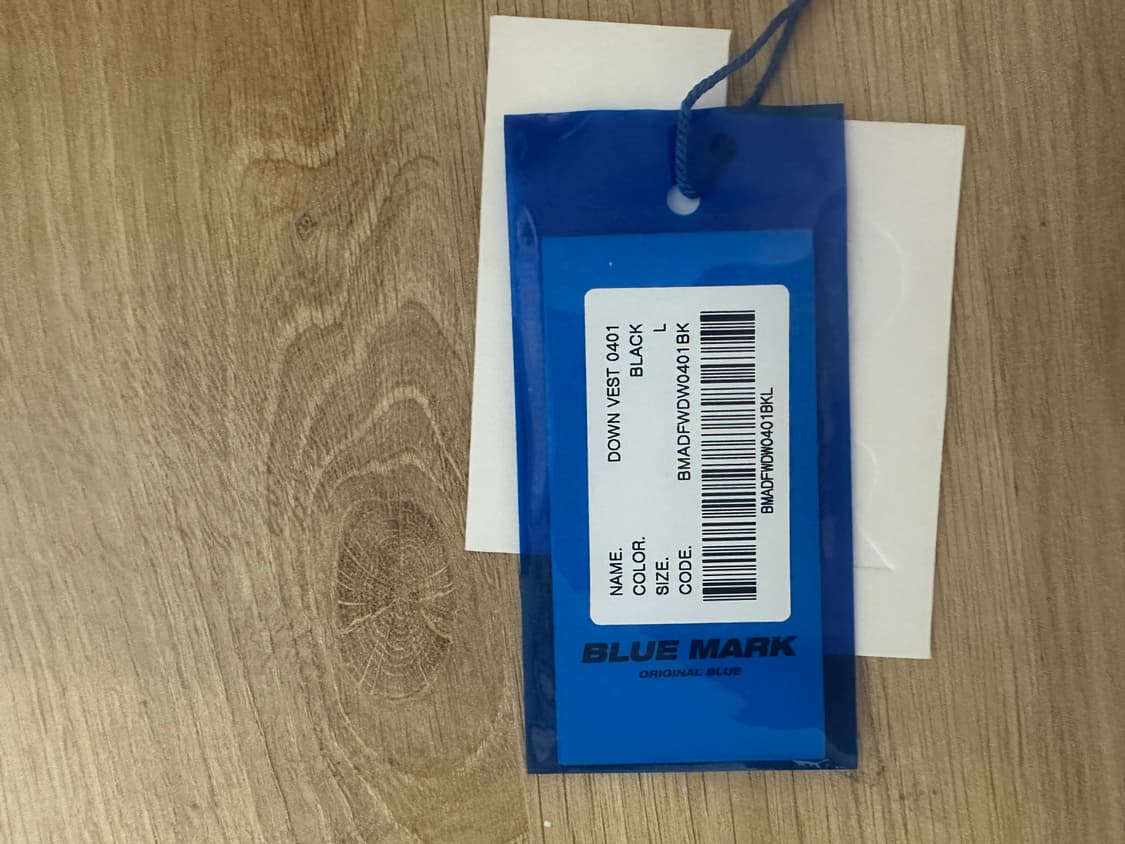 NAME. DOWN VEST 0401
COLOR. BLACK
SIZE. L
CODE. BMADFWDW0401BK
BMADFWDW0401BKL
BLUE MARK
ORIGINAL BLUE